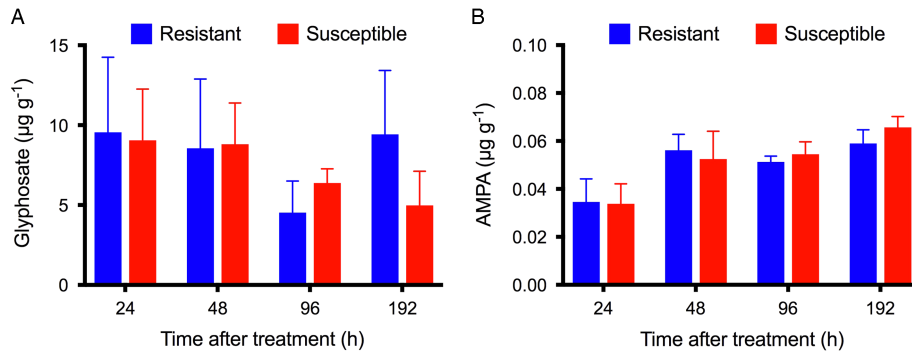 A
Resistant
Susceptible
15
10
5
0
Glyphosate (µg g-1)
24
48
96
192
Time after treatment (h)
B
Resistant
Susceptible
0.10
0.08
0.06
0.04
0.02
0.00
AMPA (µg g-1)
24
48
96
192
Time after treatment (h)